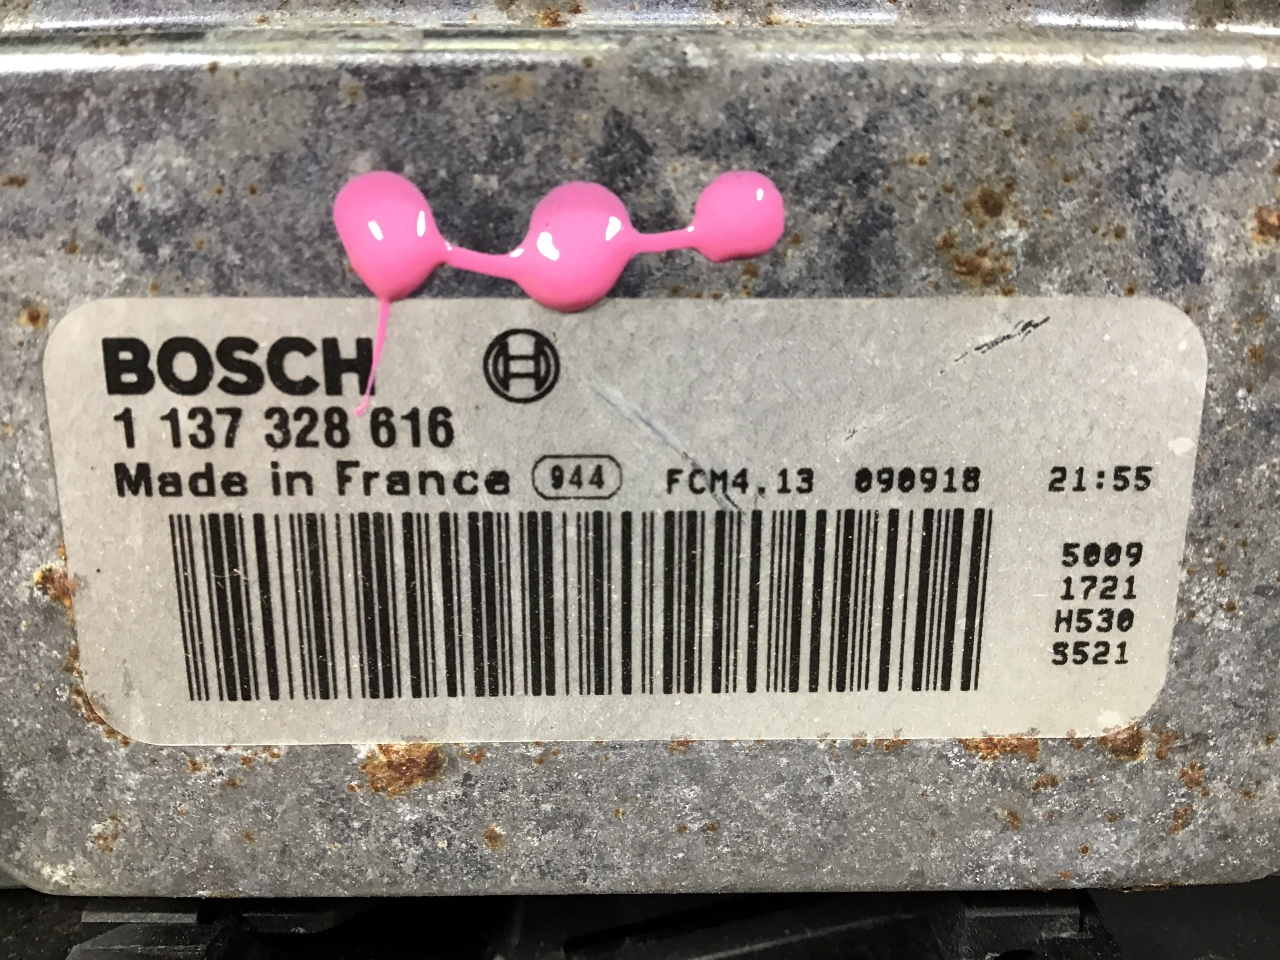 BOSCH
1 137 328 616
Made in France 944 FCM4.13 090918 21:55
5009
1721
H530
S521